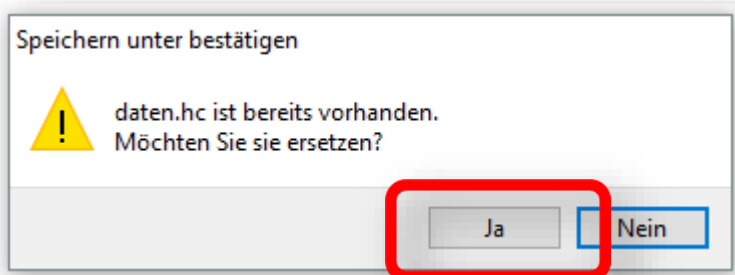 Speichern unter bestätigen
daten.hc ist bereits vorhanden.
Möchten Sie sie ersetzen?
Ja
Nein